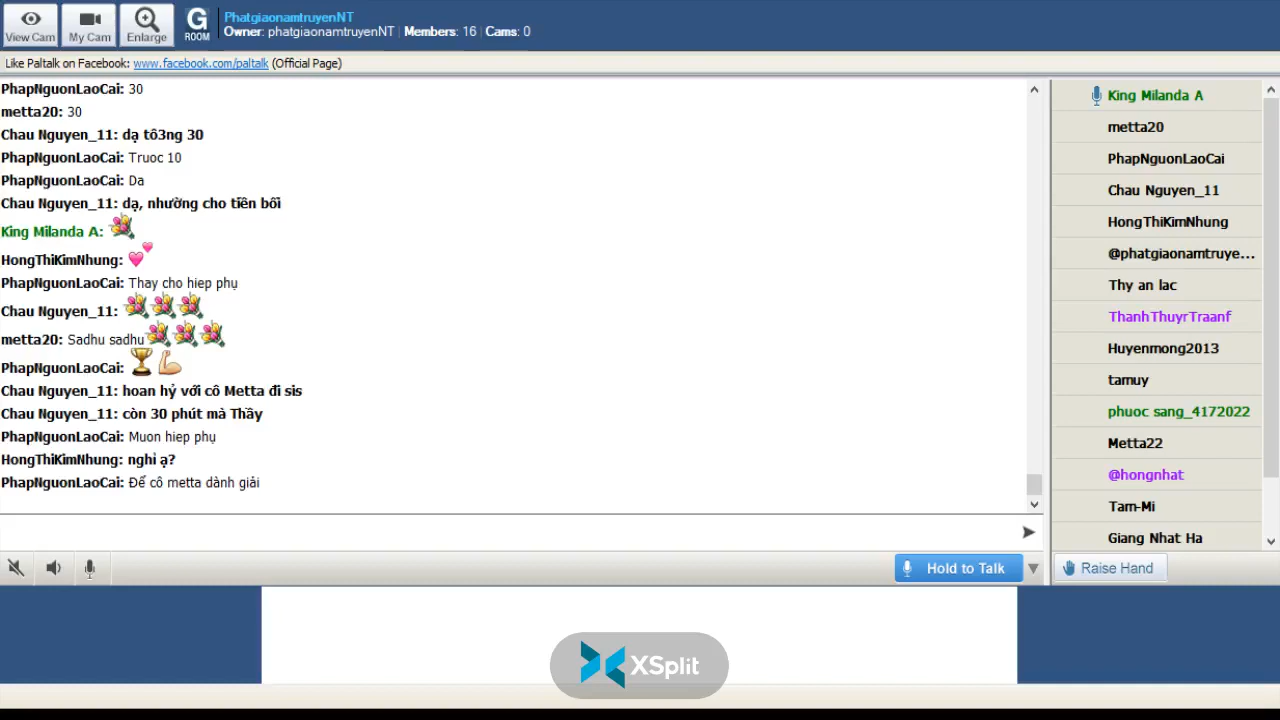 View Cam
My Cam
Enlarge
G
ROOM
PhatgiaonamtruyenNT
Owner: phatgiaonamtruyenNT | Members: 16 | Cams: 0
Like Paltalk on Facebook: www.facebook.com/paltalk (Official Page)
PhapNguonLaoCai: 30
metta20: 30
Chau Nguyen_11: dạ tô3ng 30
PhapNguonLaoCai: Truoc 10
PhapNguonLaoCai: Da
Chau Nguyen_11: dạ, nhường cho tiền bối
King Milanda A:
HongThiKimNhung:
PhapNguonLaoCai: Thay cho hiep phụ
Chau Nguyen_11:
metta20: Sadhu sadhu
PhapNguonLaoCai:
Chau Nguyen_11: hoan hỷ với cô Metta đi sis
Chau Nguyen_11: còn 30 phút mà Thầy
PhapNguonLaoCai: Muon hiep phụ
HongThiKimNhung: nghỉ ạ?
PhapNguonLaoCai: Để cô metta dành giải
Hold to Talk
King Milanda A
metta20
PhapNguonLaoCai
Chau Nguyen_11
HongThiKimNhung
@phatgiaonamtruye...
Thy an lac
ThanhThuyrTraanf
Huyenmong2013
tamuy
phuoc sang_4172022
Metta22
@hongnhat
Tam-Mi
Giang Nhat Ha
Raise Hand
XSplit